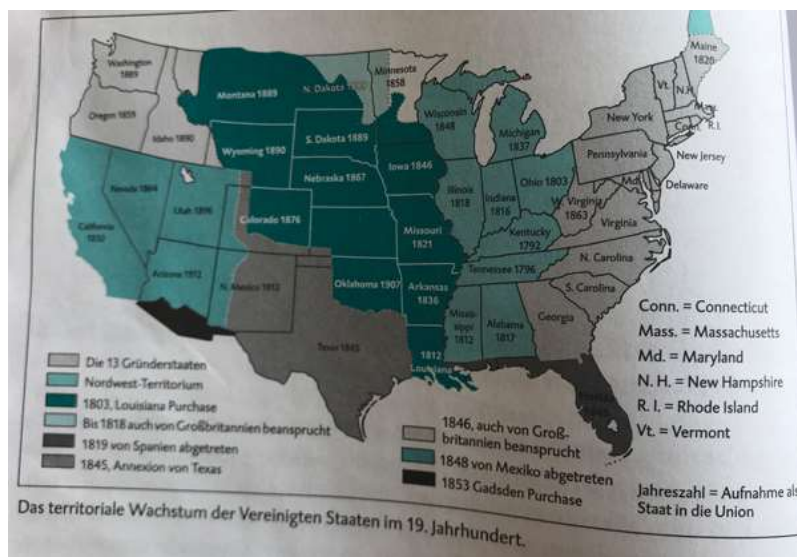 Washington
1889
Oregon 1859
Idaho 1890
Montana 1889
Wyoming 1890
N. Dakota
S. Dakota 1889
Nebraska 1867
Minnesota
1858
Wisconsin
1848
Michigan
1837
Iowa 1846
Illinois
1818
Indiana
1816
Ohio 1803
Maine
1820
Vt.
N.H.
Mass.
Conn.
R. I.
New York
Pennsylvania
New Jersey
Md.
Delaware
W. Virginia
1863
Virginia
Kentucky
1792
Tennessee 1796
N. Carolina
S. Carolina
Georgia
Alabama
1817
Missis-
sippi
1812
Missouri
1821
Arkansas
1836
1812
Louisiana
Oklahoma 1907
Texas 1845
Colorado 1876
N. Mexico 1912
Arizona 1912
Utah 1896
Nevada 1864
California
Die 13 Gründerstaaten
Nordwest-Territorium
1803, Louisiana Purchase
Bis 1818 auch von Großbritannien beansprucht
1819 von Spanien abgetreten
1845, Annexion von Texas
1846, auch von Groß-
britannien beansprucht
1848 von Mexiko abgetreten
1853 Gadsden Purchase
Conn. = Connecticut
Mass. = Massachusetts
Md. = Maryland
N. H. = New Hampshire
R. I. = Rhode Island
Vt. = Vermont
Jahreszahl = Aufnahme als
Staat in die Union
Das territoriale Wachstum der Vereinigten Staaten im 19. Jahrhundert.